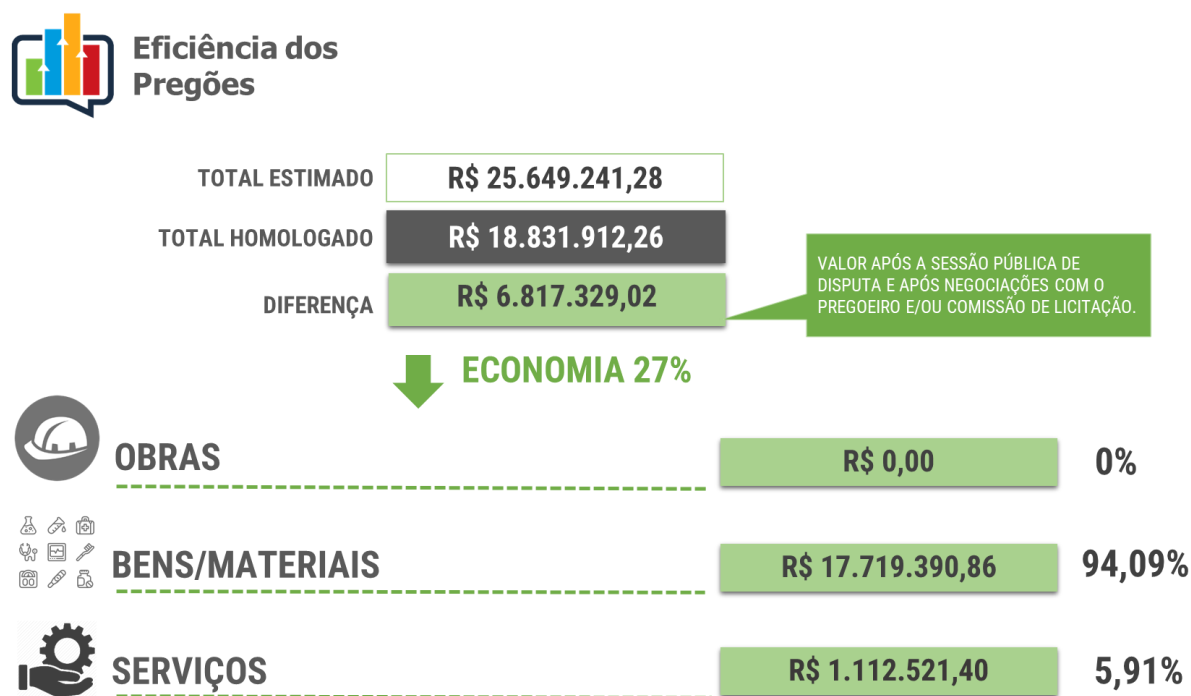 Eficiência dos
Pregões
TOTAL ESTIMADO R$ 25.649.241,28
TOTAL HOMOLOGADO R$ 18.831.912,26
DIFERENÇA R$ 6.817.329,02
VALOR APÓS A SESSÃO PÚBLICA DE
DISPUTA E APÓS NEGOCIAÇÕES COM O
PREGOEIRO E/OU COMISSÃO DE LICITAÇÃO.
ECONOMIA 27%
OBRAS R$ 0,00 0%
BENS/MATERIAIS R$ 17.719.390,86 94,09%
SERVIÇOS R$ 1.112.521,40 5,91%